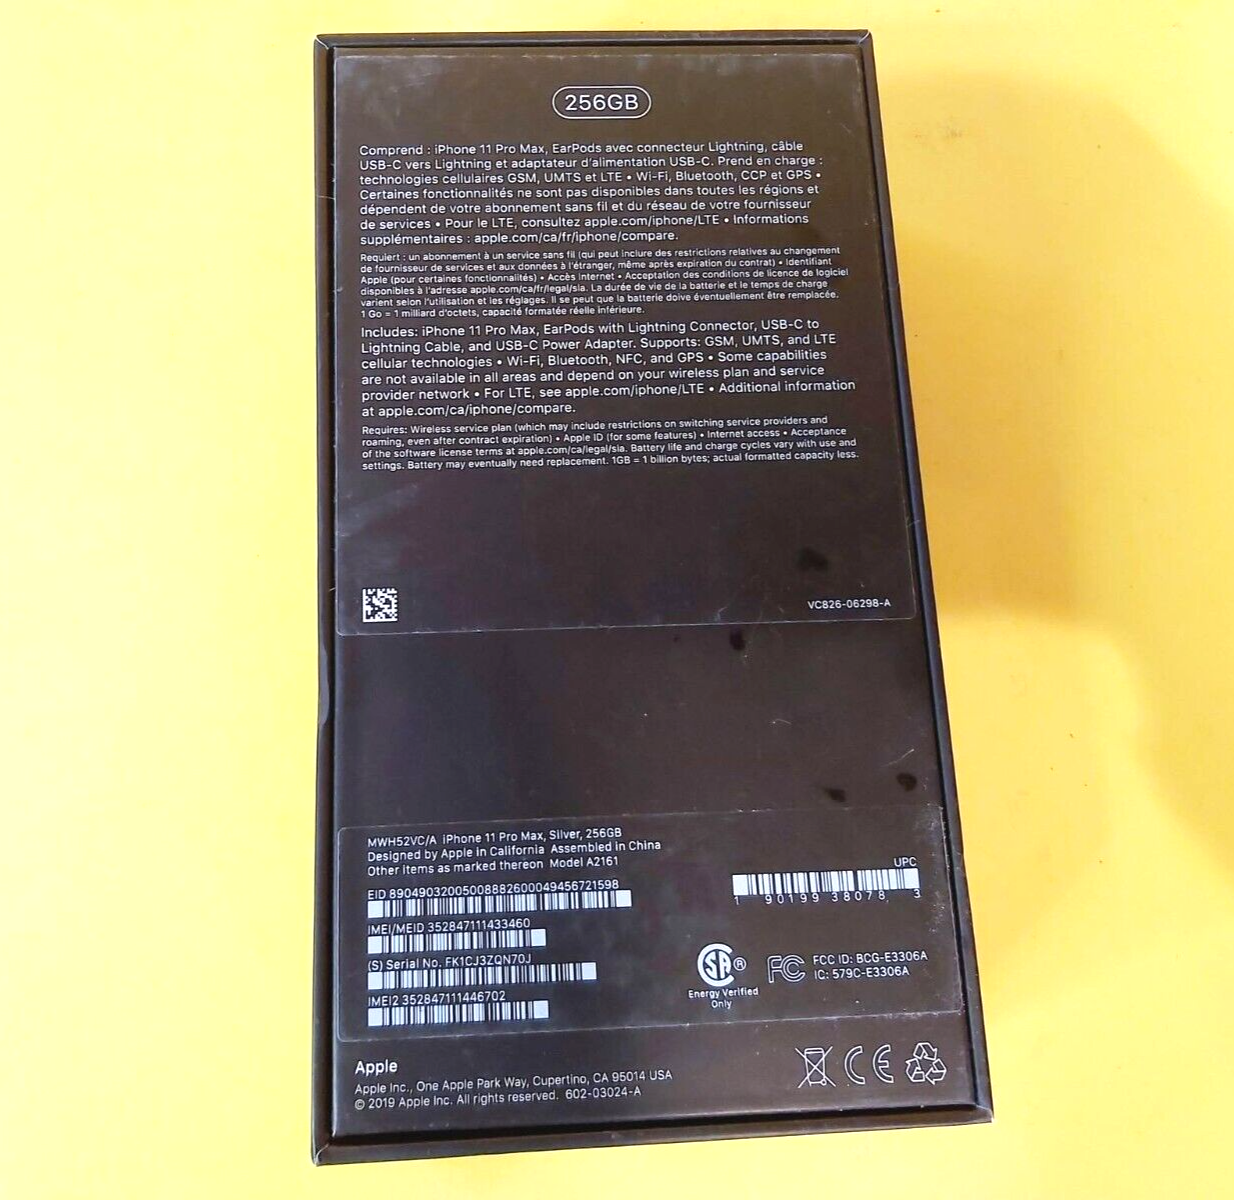 256GB
Comprend : iPhone 11 Pro Max, EarPods avec connecteur Lightning, câble
USB-C vers Lightning et adaptateur d'alimentation USB-C. Prend en charge :
technologies cellulaires GSM, UMTS et LTE • Wi-Fi, Bluetooth, CCP et GPS •
Certaines fonctionnalités ne sont pas disponibles dans toutes les régions et
dépendent de votre abonnement sans fil et du réseau de votre fournisseur
de services • Pour le LTE, consultez apple.com/iphone/LTE • Informations
supplémentaires : apple.com/ca/fr/iphone/compare.
Requiert : un abonnement à un service sans fil (qui peut inclure des restrictions relatives au changement
de fournisseur de services et aux données à l'étranger, même après expiration du contrat) • Identifiant
Apple (pour certaines fonctionnalités) • Accès Internet • Acceptation des conditions de licence de logiciel
disponibles à l'adresse apple.com/ca/fr/legal/sla. La durée de vie de la batterie et le temps de charge
varient selon l'utilisation et les réglages. Il se peut que la batterie doive éventuellement être remplacée.
1 Go = 1 milliard d'octets, capacité formatée réelle inférieure.
Includes: iPhone 11 Pro Max, EarPods with Lightning Connector, USB-C to
Lightning Cable, and USB-C Power Adapter. Supports: GSM, UMTS, and LTE
cellular technologies • Wi-Fi, Bluetooth, NFC, and GPS • Some capabilities
are not available in all areas and depend on your wireless plan and service
provider network • For LTE, see apple.com/iphone/LTE • Additional information
at apple.com/ca/iphone/compare.
Requires: Wireless service plan (which may include restrictions on switching service providers and
roaming, even after contract expiration) • Apple ID (for some features) • Internet access • Acceptance
of the software license terms at apple.com/ca/legal/sla. Battery life and charge cycles vary with use and
settings. Battery may eventually need replacement. 1GB = 1 billion bytes; actual formatted capacity less.
VC826-06298-A
MWH52VC/A iPhone 11 Pro Max, Silver, 256GB
Designed by Apple in California Assembled in China
Other items as marked thereon Model A2161
EID 89049032005008882600049456721598
IMEI/MEID 352847111433460
(S) Serial No. FK1CJ3ZQN70J
IMEI2 352847111446702
UPC
1 90199 38078 3
CSA ®
Energy Verified
Only
FC
FCC ID: BCG-E3306A
IC: 579C-E3306A
Apple
Apple Inc., One Apple Park Way, Cupertino, CA 95014 USA
© 2019 Apple Inc. All rights reserved. 602-03024-A
CE